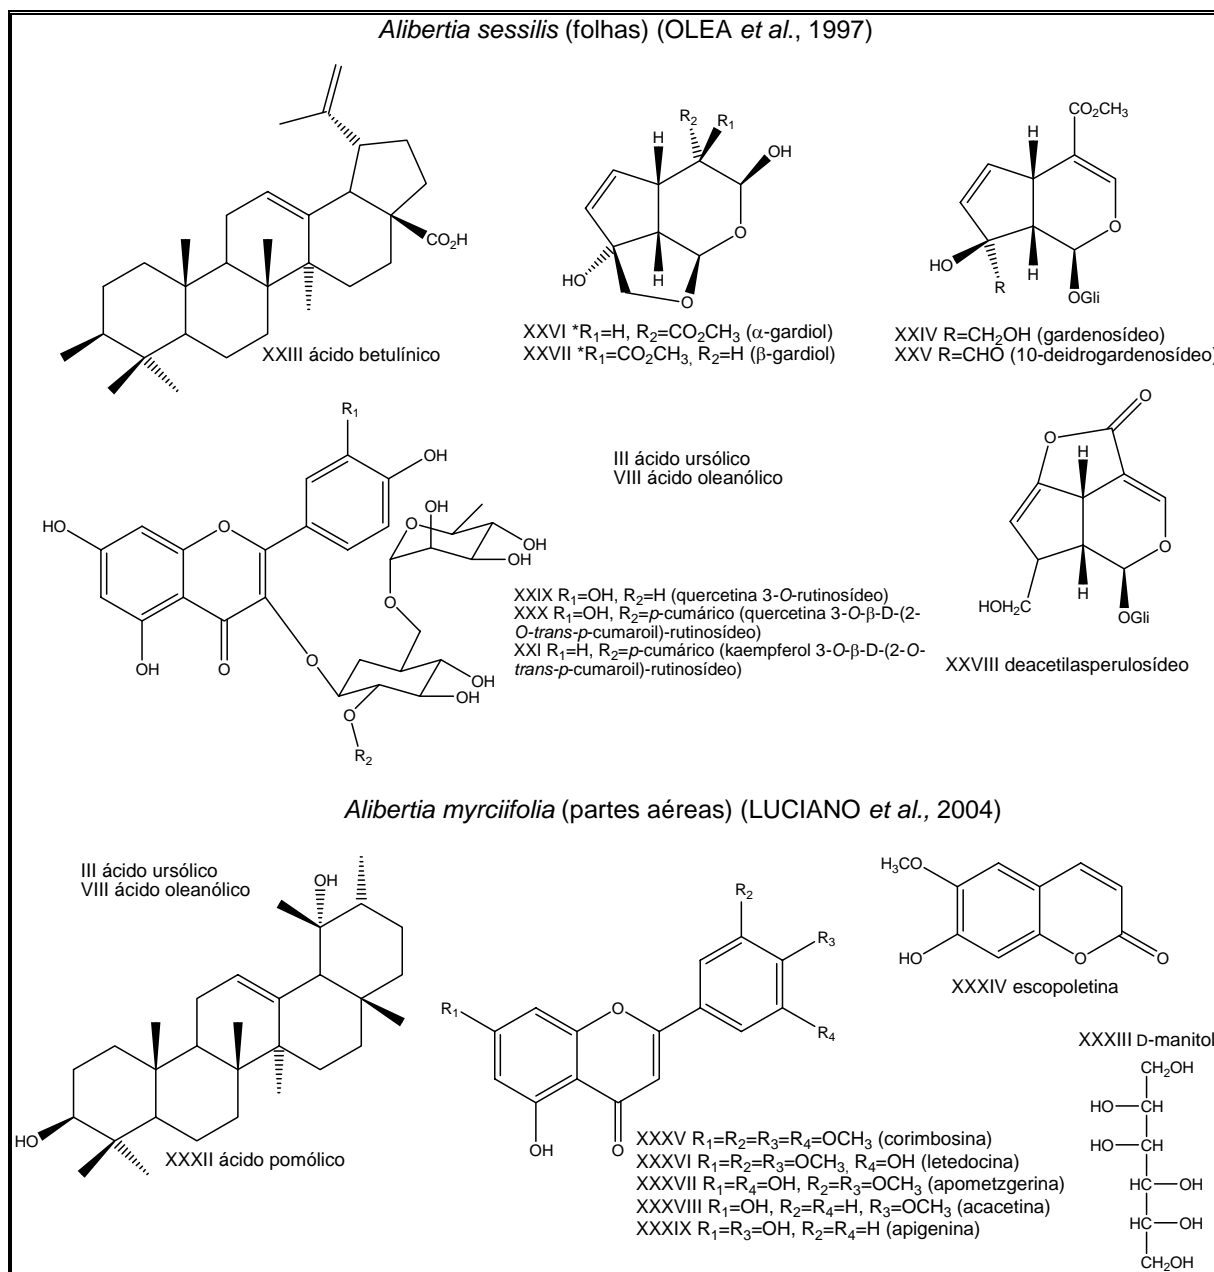 Alibertia sessilis (folhas) (OLEA et al., 1997)
CO₂H
XXIII ácido betulínico
R₂
R₁
H
OH
O
HO
H
O
XXVI *R₁=H, R₂=CO₂CH₃ (α-gardiol)
XXVII *R₁=CO₂CH₃, R₂=H (β-gardiol)
CO₂CH₃
H
O
HO
R
H
OGli
XXIV R=CH₂OH (gardenosídeo)
XXV R=CHO (10-deidrogardenosídeo)
R₁
OH
HO
O
OH
O
O
OH
O
OH
OH
O
O
OH
OH
O
R₂
III ácido ursólico
VIII ácido oleanólico
XXIX R₁=OH, R₂=H (quercetina 3-O-rutinosídeo)
XXX R₁=OH, R₂=p-cumárico (quercetina 3-O-β-D-(2-
O-trans-p-cumaroil)-rutinosídeo)
XXI R₁=H, R₂=p-cumárico (kaempferol 3-O-β-D-(2-O-
trans-p-cumaroil)-rutinosídeo)
O
O
H
O
H
HOH₂C
OGli
XXVIII deacetilasperulosídeo
Alibertia myrciifolia (partes aéreas) (LUCIANO et al., 2004)
III ácido ursólico
VIII ácido oleanólico
OH
HO
XXXII ácido pomólico
R₂
R₃
R₁
O
R₄
OH
O
XXXV R₁=R₂=R₃=R₄=OCH₃ (corimbosina)
XXXVI R₁=R₂=R₃=OCH₃, R₄=OH (letedocina)
XXXVII R₁=R₄=OH, R₂=R₃=OCH₃ (apometzgerina)
XXXVIII R₁=OH, R₂=R₄=H, R₃=OCH₃ (acacetina)
XXXIX R₁=R₃=OH, R₂=R₄=H (apigenina)
H₃CO
HO
O
O
XXXIV escopoletina
XXXIII D-manitol
CH₂OH
HO CH
HO CH
HC OH
HC OH
CH₂OH